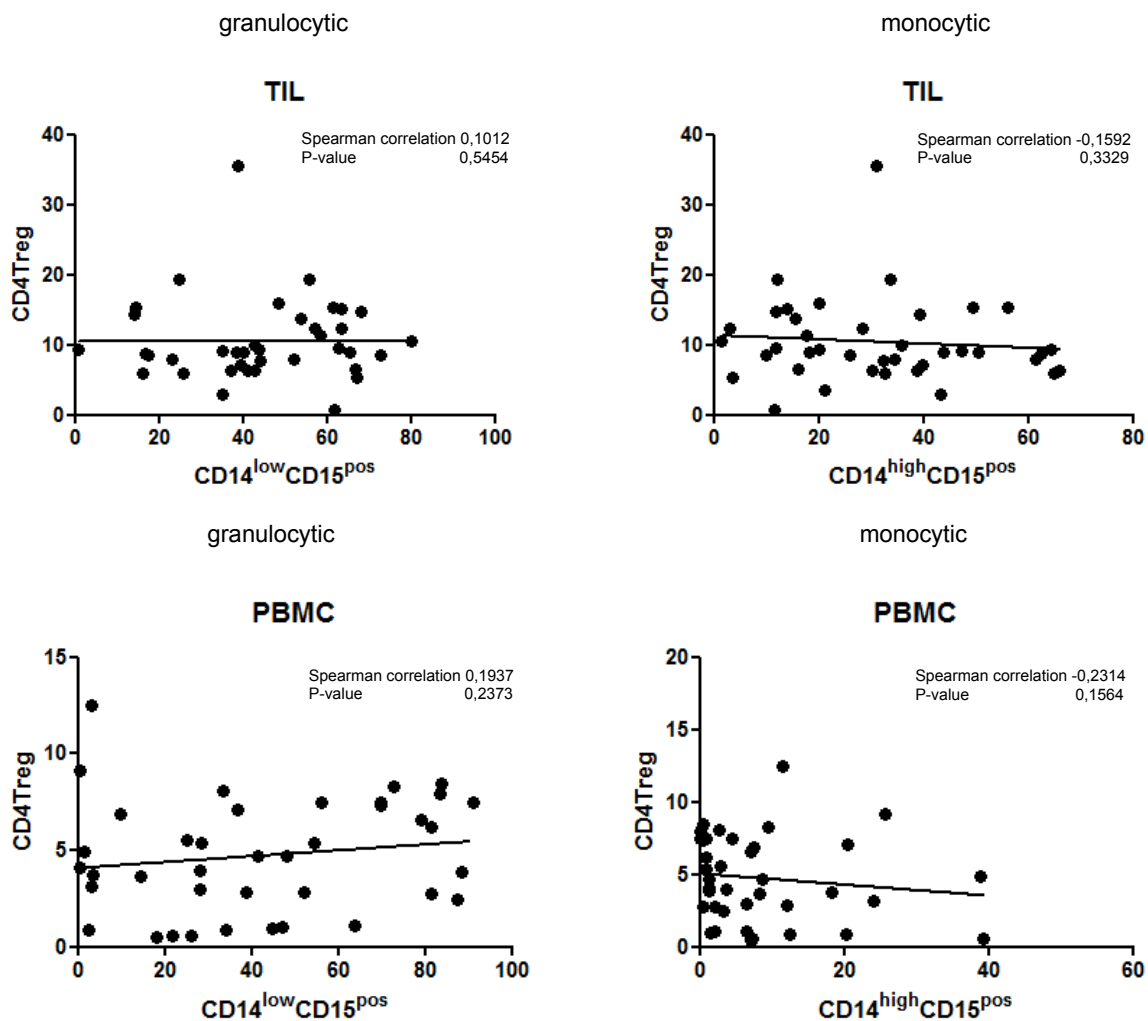 granulocytic
monocytic
TIL
Spearman correlation 0,1012
P-value 0,5454
40
30
20
10
0
CD4Treg
0 20 40 60 80 100
CD14lowCD15pos
TIL
Spearman correlation -0,1592
P-value 0,3329
40
30
20
10
0
CD4Treg
0 20 40 60 80
CD14highCD15pos
granulocytic
monocytic
PBMC
Spearman correlation 0,1937
P-value 0,2373
15
10
5
0
CD4Treg
0 20 40 60 80 100
CD14lowCD15pos
PBMC
Spearman correlation -0,2314
P-value 0,1564
20
15
10
5
0
CD4Treg
0 20 40 60
CD14highCD15pos